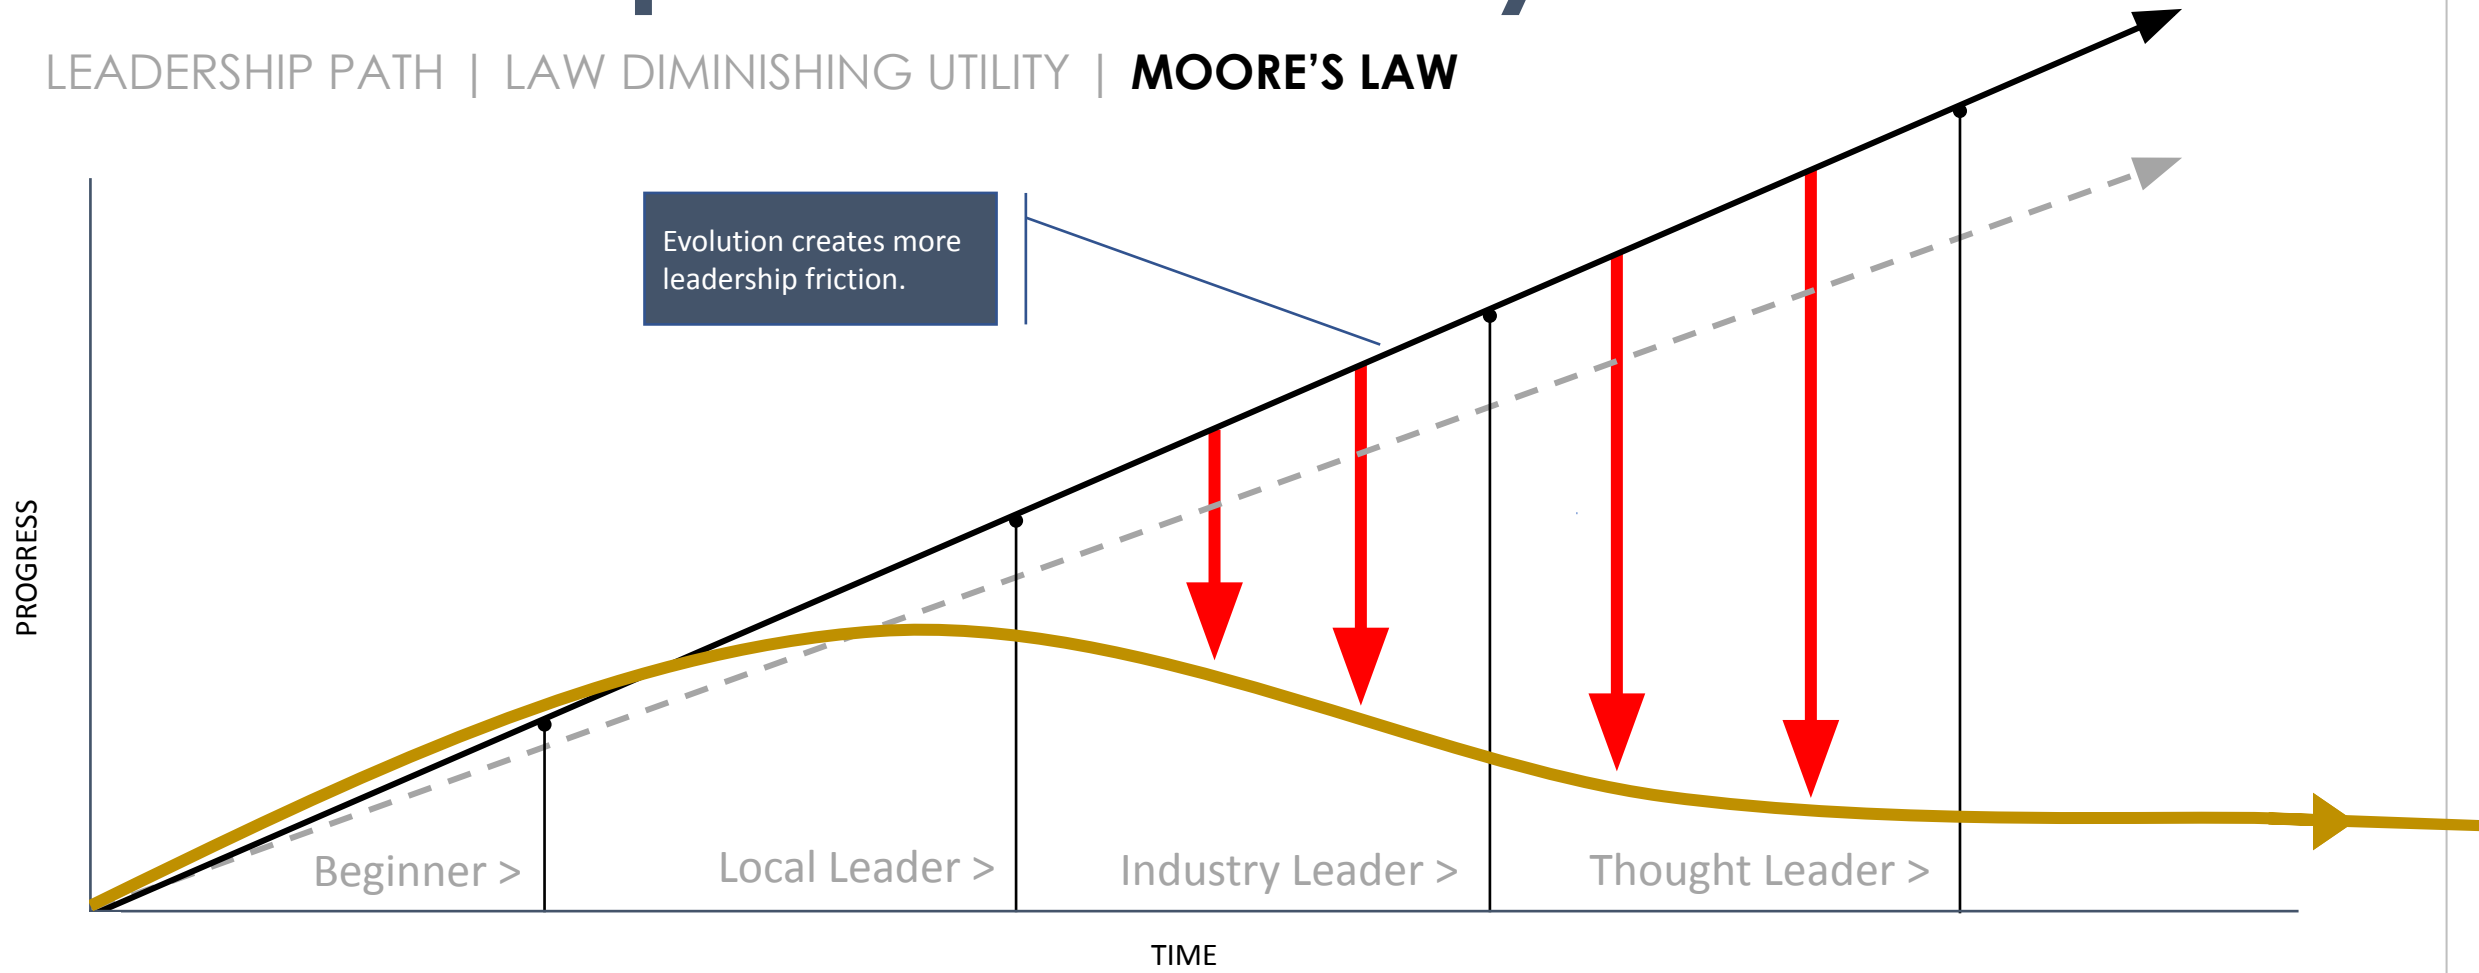 LEADERSHIP PATH | LAW DIMINISHING UTILITY | MOORE'S LAW
Evolution creates more
leadership friction.
PROGRESS
Beginner >
Local Leader >
Industry Leader >
Thought Leader >
TIME